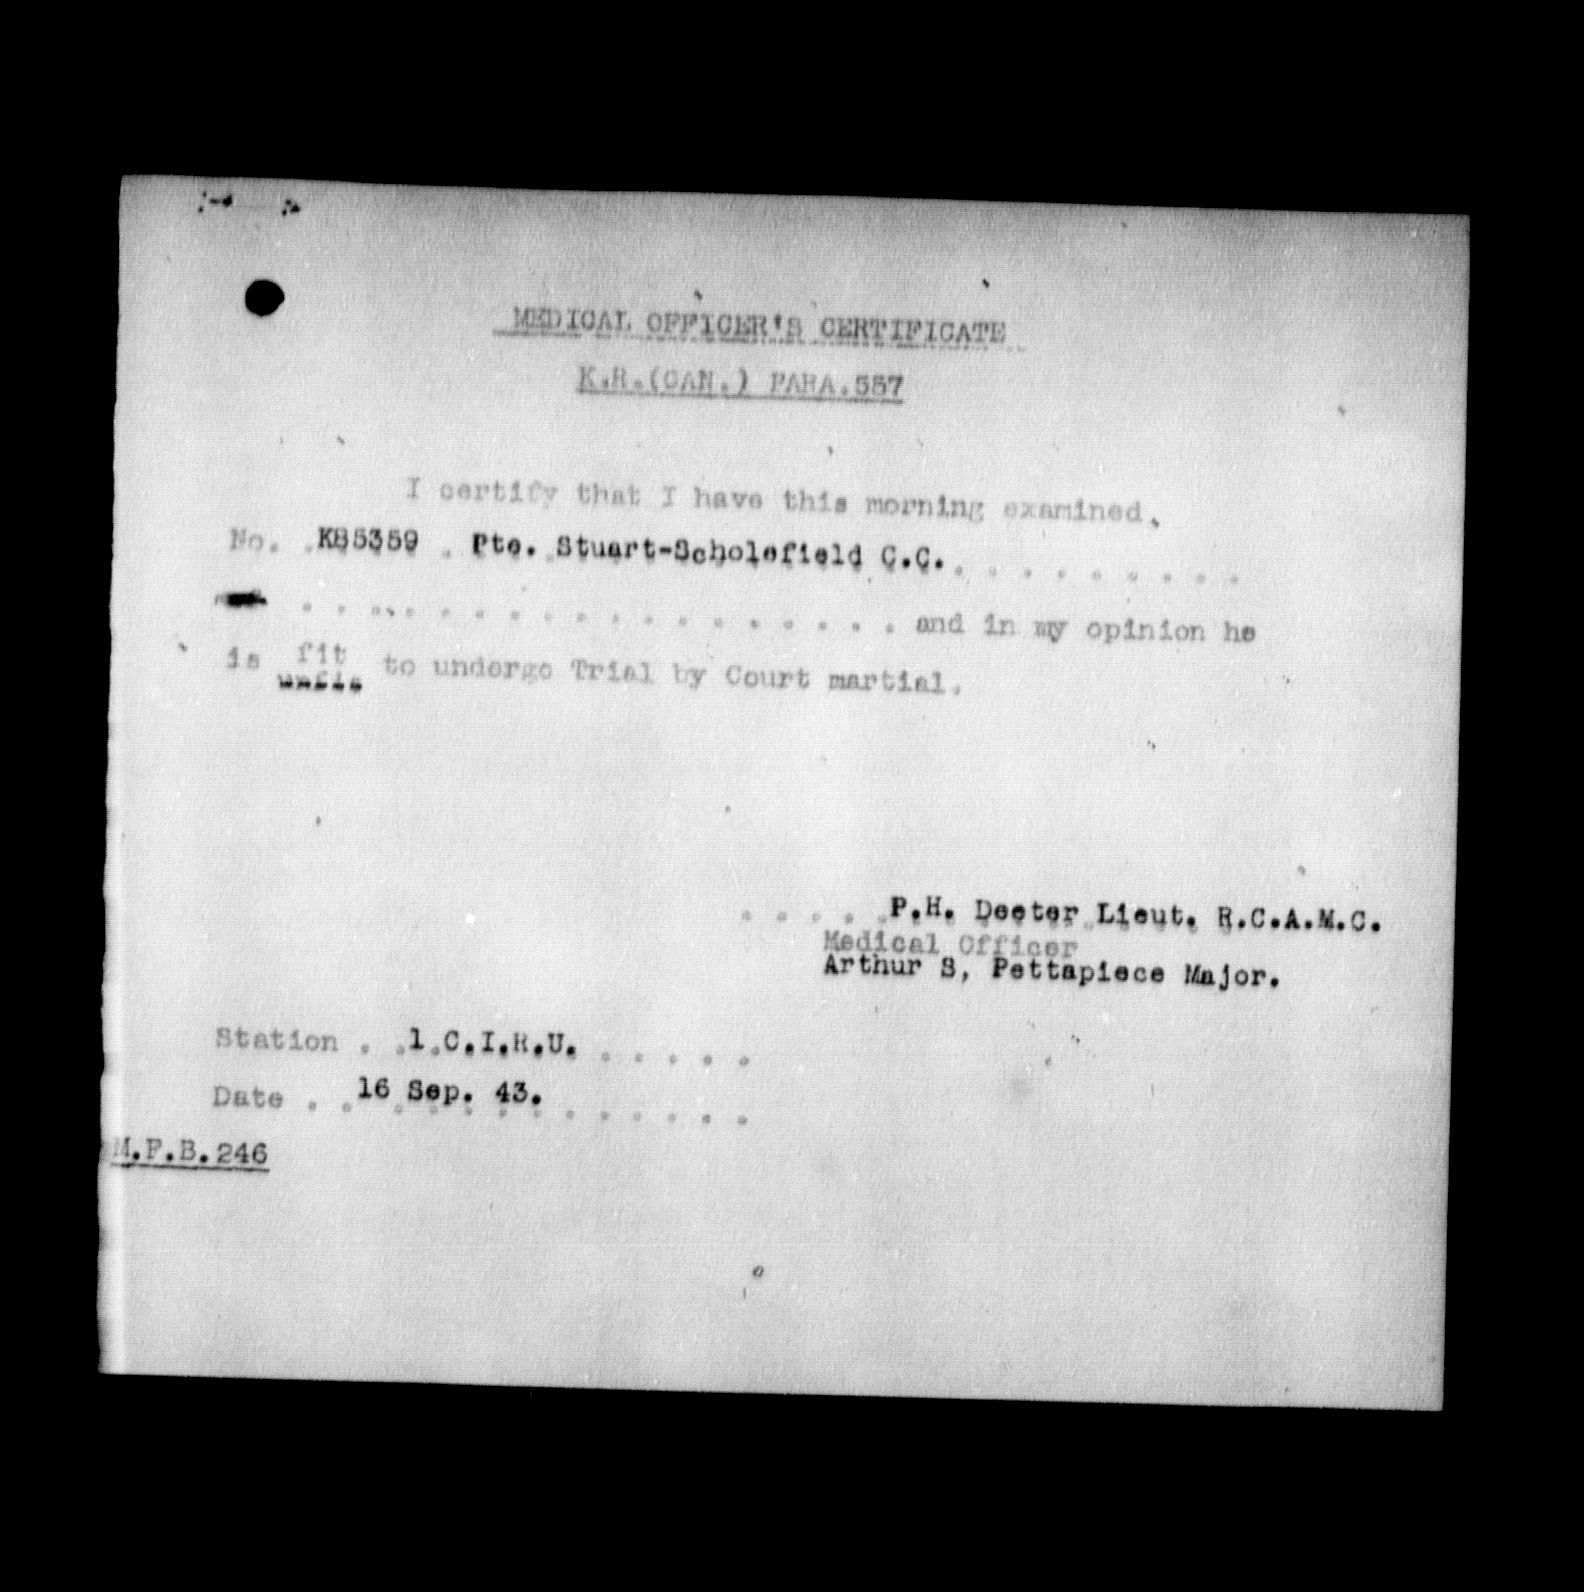 MEDICAL OFFICER'S CERTIFICATE
K.R.(CAN.) PARA.557
I certify that I have this morning examined.
No. . K85359 . Pte. Stuart-Scholefield C.C. . . . . . . . . .
. . . . . . . . . . . . . . . . . . and in my opinion he
is fit to undergo Trial by Court martial.
unfit
. . . . . P.H. Deeter Lieut. R.C.A.M.C.
Medical Officer
Arthur S, Pettapiece Major.
Station . . 1.C.I.R.U. . . . . .
Date . . 16 Sep. 43. . . . . . .
M.F.B.246